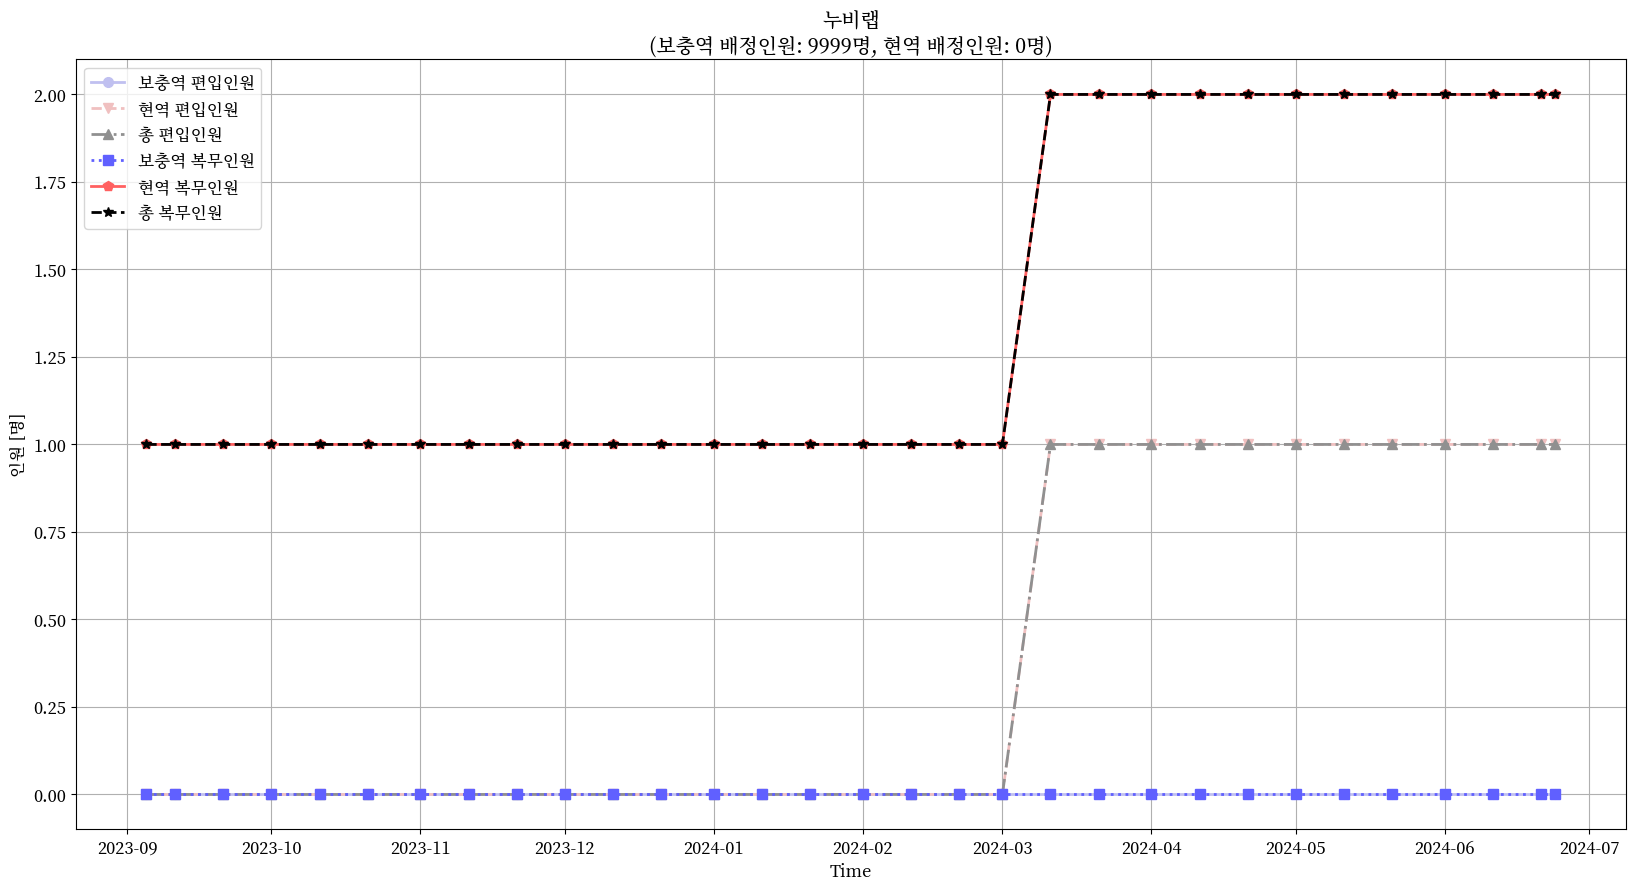 누비랩
(보충역 배정인원: 9999명, 현역 배정인원: 0명)
보충역 편입인원
현역 편입인원
총 편입인원
보충역 복무인원
현역 복무인원
총 복무인원
2.00
1.75
1.50
1.25
1.00
0.75
0.50
0.25
0.00
인원 [명]
2023-09
2023-10
2023-11
2023-12
2024-01
2024-02
2024-03
2024-04
2024-05
2024-06
2024-07
Time